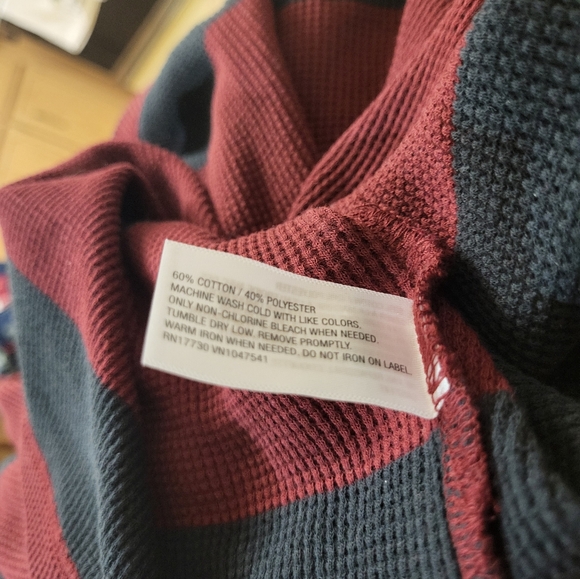 60% COTTON / 40% POLYESTER
MACHINE WASH COLD WITH LIKE COLORS.
ONLY NON-CHLORINE BLEACH WHEN NEEDED.
TUMBLE DRY LOW. REMOVE PROMPTLY.
WARM IRON WHEN NEEDED. DO NOT IRON ON LABEL.
RN17730 VN1047541